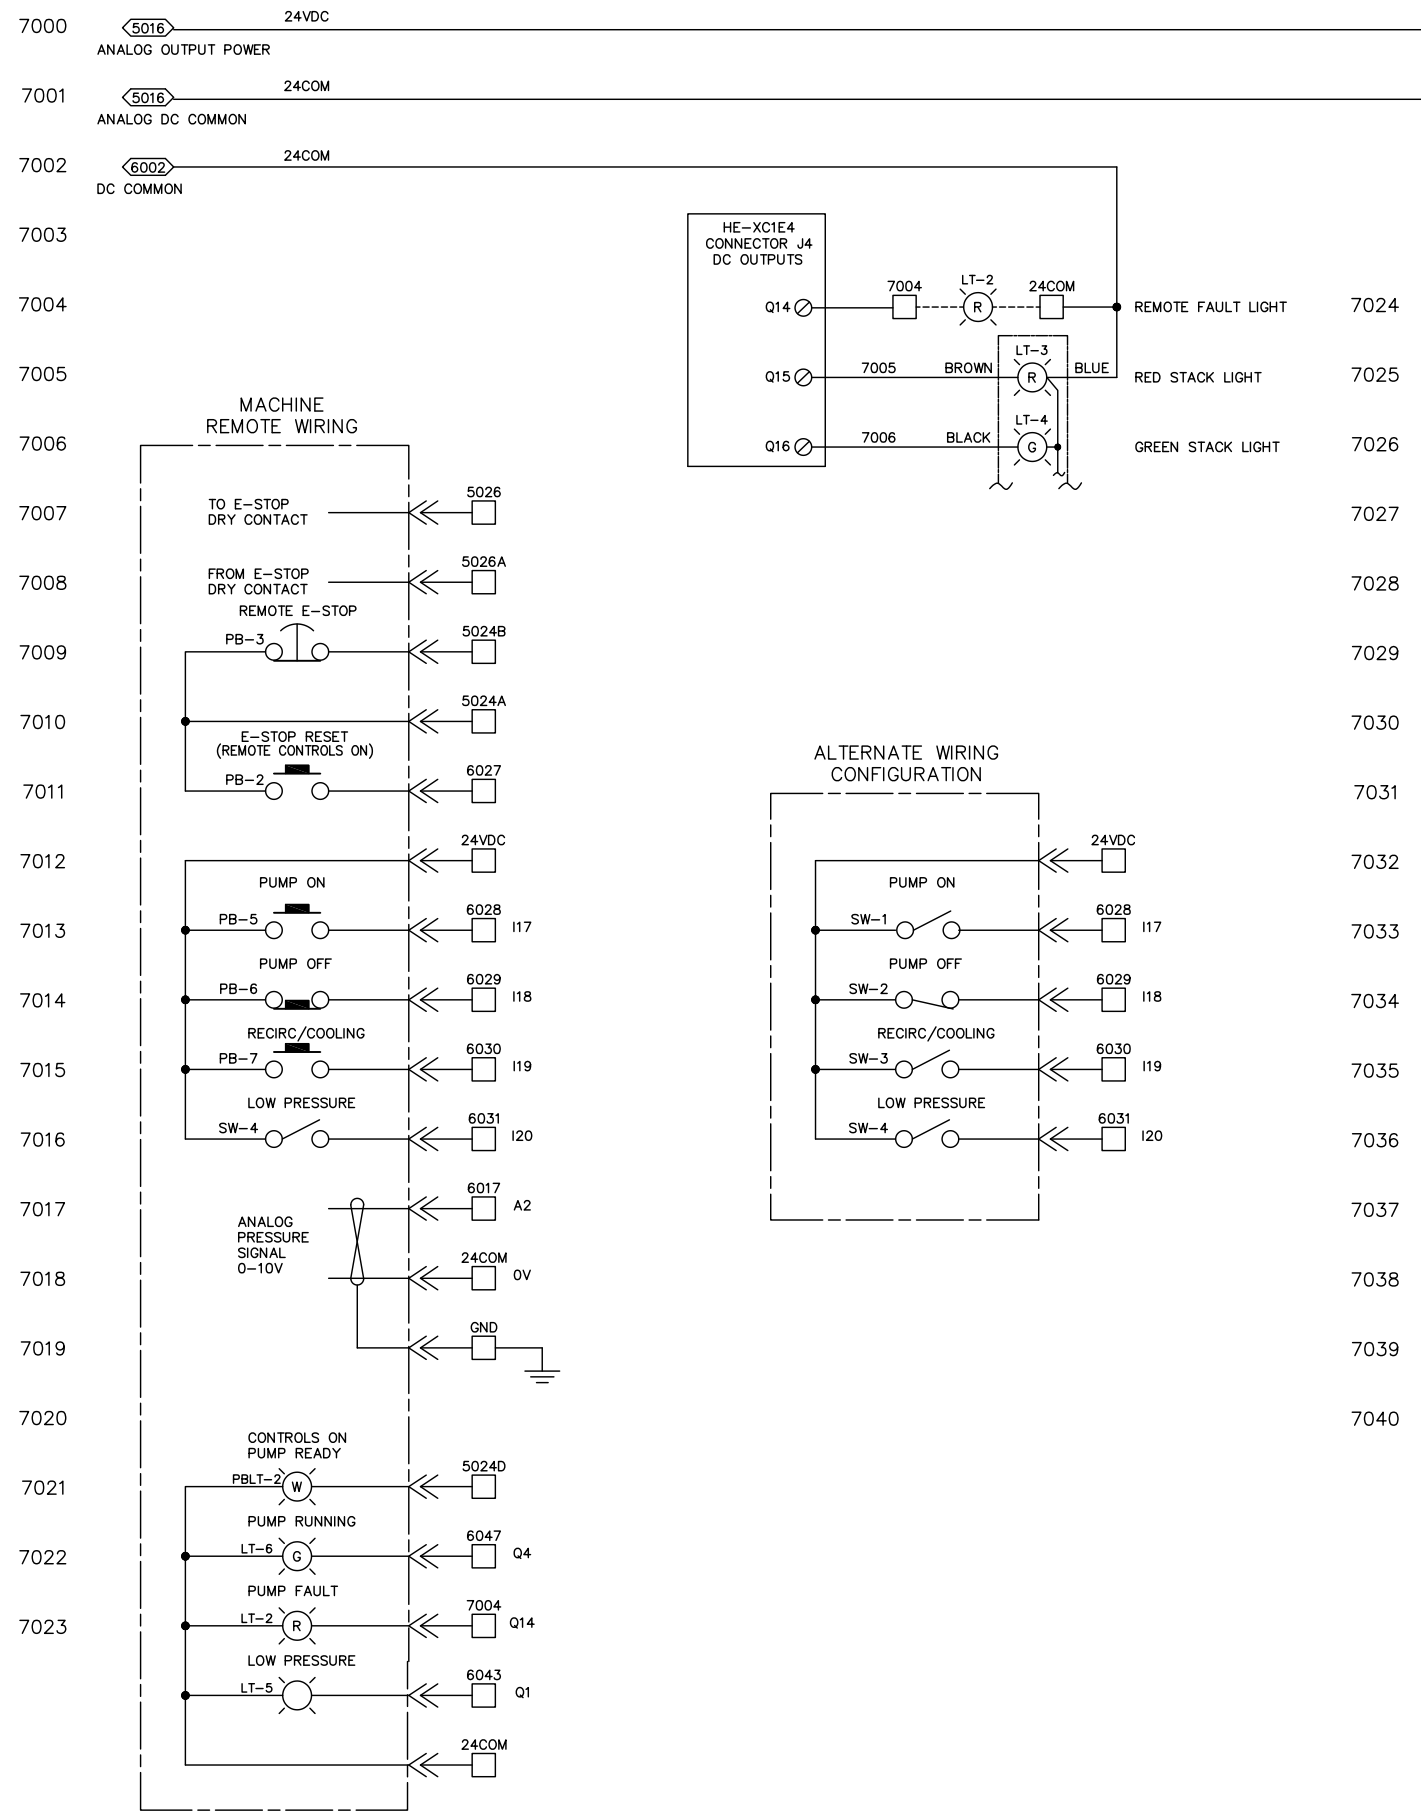 7000
5016
24VDC
ANALOG OUTPUT POWER
7001
5016
24COM
ANALOG DC COMMON
7002
6002
24COM
DC COMMON
7003
HE-XC1E4
CONNECTOR J4
DC OUTPUTS
7004
Q14
7004
LT-2
R
24COM
REMOTE FAULT LIGHT
7024
7005
Q15
7005
BROWN
LT-3
R
BLUE
RED STACK LIGHT
7025
7006
Q16
7006
BLACK
LT-4
G
GREEN STACK LIGHT
7026
MACHINE
REMOTE WIRING
7007
TO E-STOP
DRY CONTACT
5026
7027
7008
FROM E-STOP
DRY CONTACT
5026A
7028
REMOTE E-STOP
7009
PB-3
5024B
7029
7010
5024A
7030
E-STOP RESET
(REMOTE CONTROLS ON)
7011
PB-2
6027
7031
ALTERNATE WIRING
CONFIGURATION
7012
24VDC
24VDC
7032
PUMP ON
PUMP ON
7013
PB-5
6028
I17
SW-1
6028
I17
7033
PUMP OFF
PUMP OFF
7014
PB-6
6029
I18
SW-2
6029
I18
7034
RECIRC/COOLING
RECIRC/COOLING
7015
PB-7
6030
I19
SW-3
6030
I19
7035
LOW PRESSURE
LOW PRESSURE
7016
SW-4
6031
I20
SW-4
6031
I20
7036
7017
6017
A2
7037
ANALOG
PRESSURE
SIGNAL
0-10V
7018
24COM
0V
7038
7019
GND
7039
7020
7040
CONTROLS ON
PUMP READY
7021
PBLT-2
W
5024D
PUMP RUNNING
7022
LT-6
G
6047
Q4
PUMP FAULT
7023
LT-2
R
7004
Q14
LOW PRESSURE
LT-5
6043
Q1
24COM